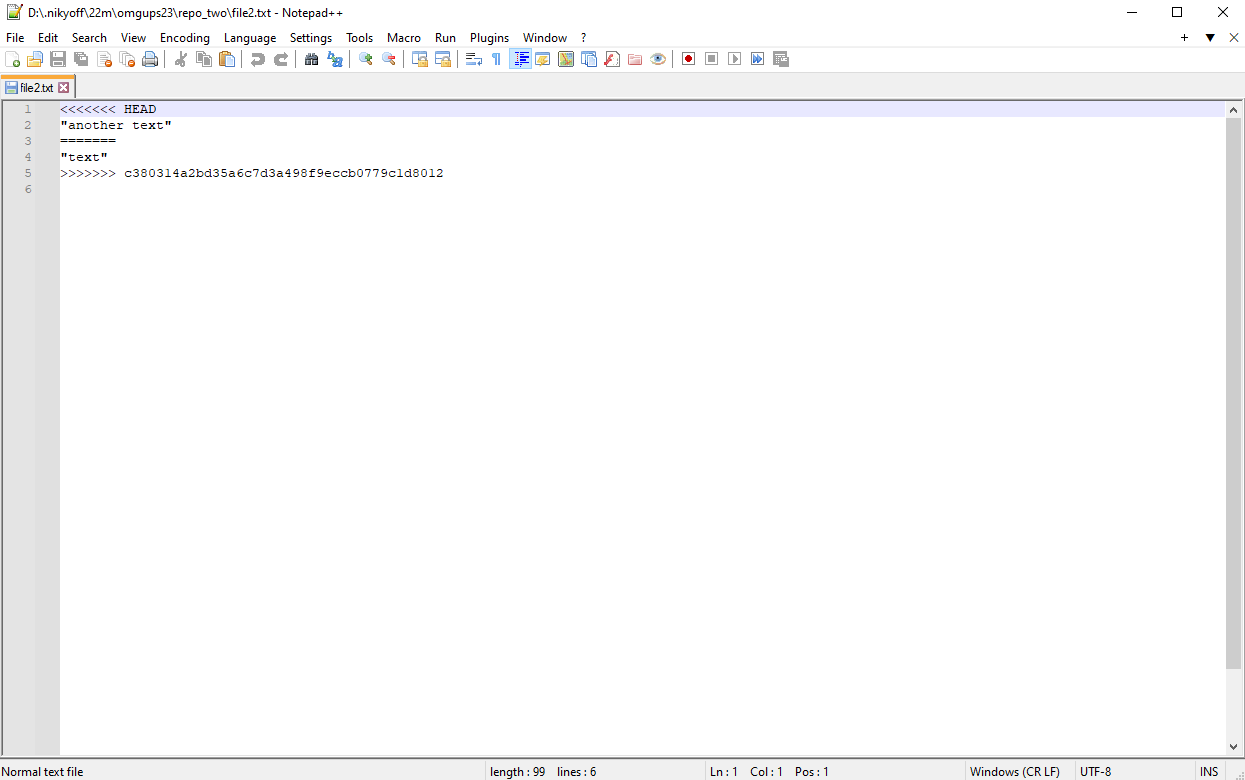 D:\.nikyoff\22m\omgups23\repo_two\file2.txt - Notepad++
File Edit Search View Encoding Language Settings Tools Macro Run Plugins Window ?
file2.txt
1 <<<<<<< HEAD
2 "another text"
3 =======
4 "text"
5 >>>>>>> c380314a2bd35a6c7d3a498f9eccb0779c1d8012
6
Normal text file length : 99 lines : 6 Ln : 1 Col : 1 Pos : 1 Windows (CR LF) UTF-8 INS